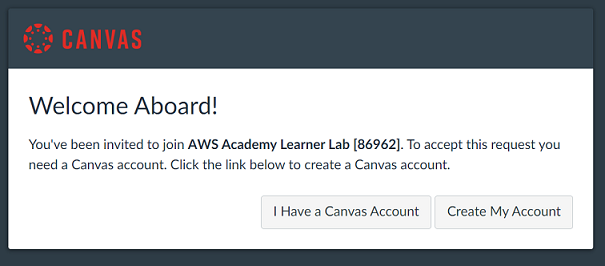 CANVAS
Welcome Aboard!
You've been invited to join AWS Academy Learner Lab [86962]. To accept this request you
need a Canvas account. Click the link below to create a Canvas account.
I Have a Canvas Account Create My Account